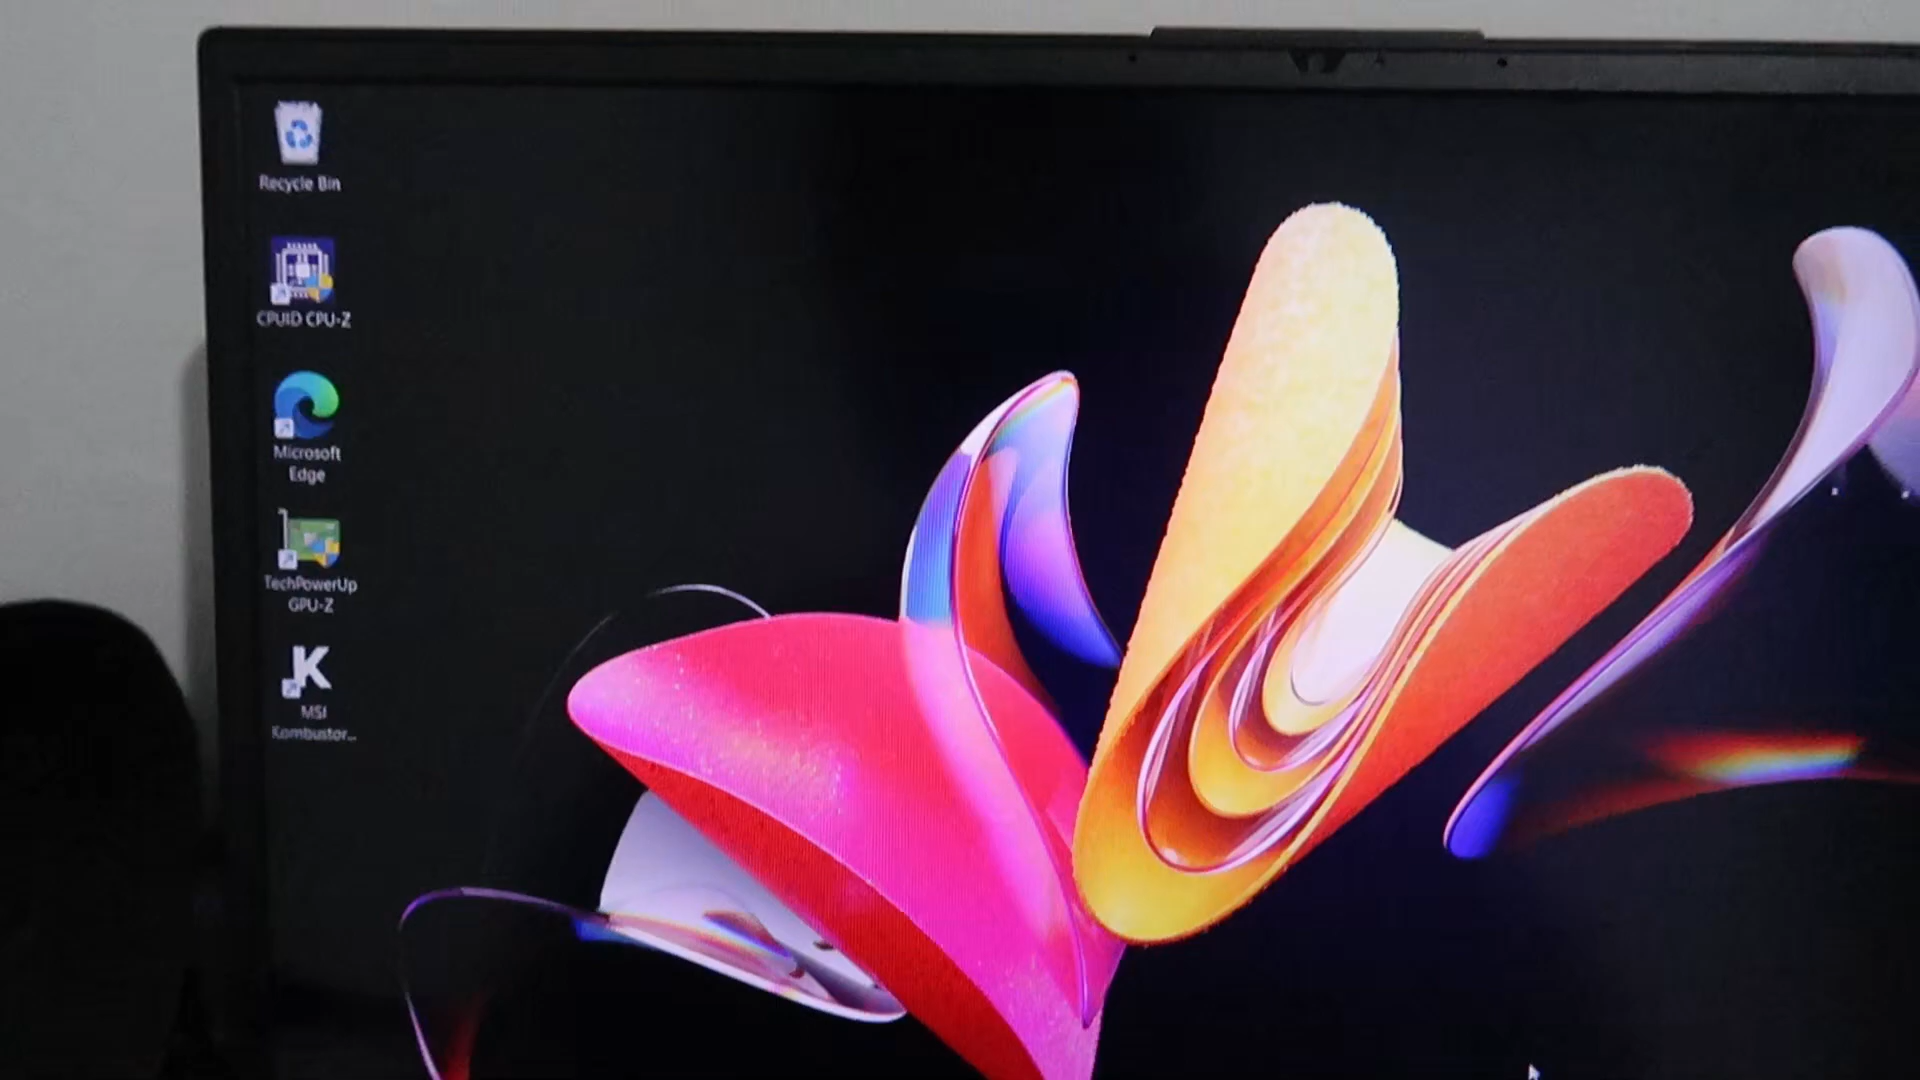 Recycle Bin
CPUID CPU-Z
Microsoft
Edge
TechPowerUp
GPU-Z
K
MSI
Kombustor...